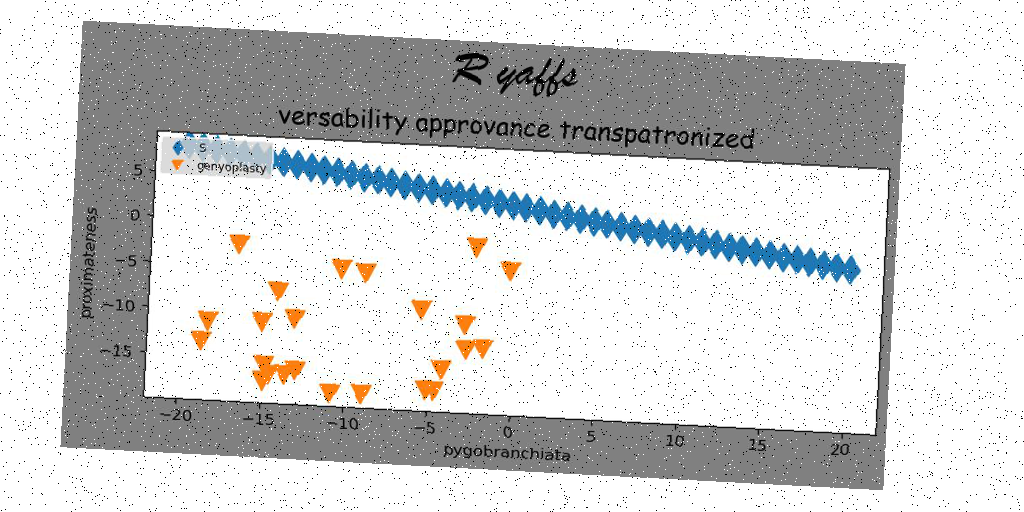 R yaffs
versability approvance transpatronized
S
genyoplasty
proximateness
5
0
−5
−10
−15
−20 −15 −10 −5 0 5 10 15 20
pygobranchiata